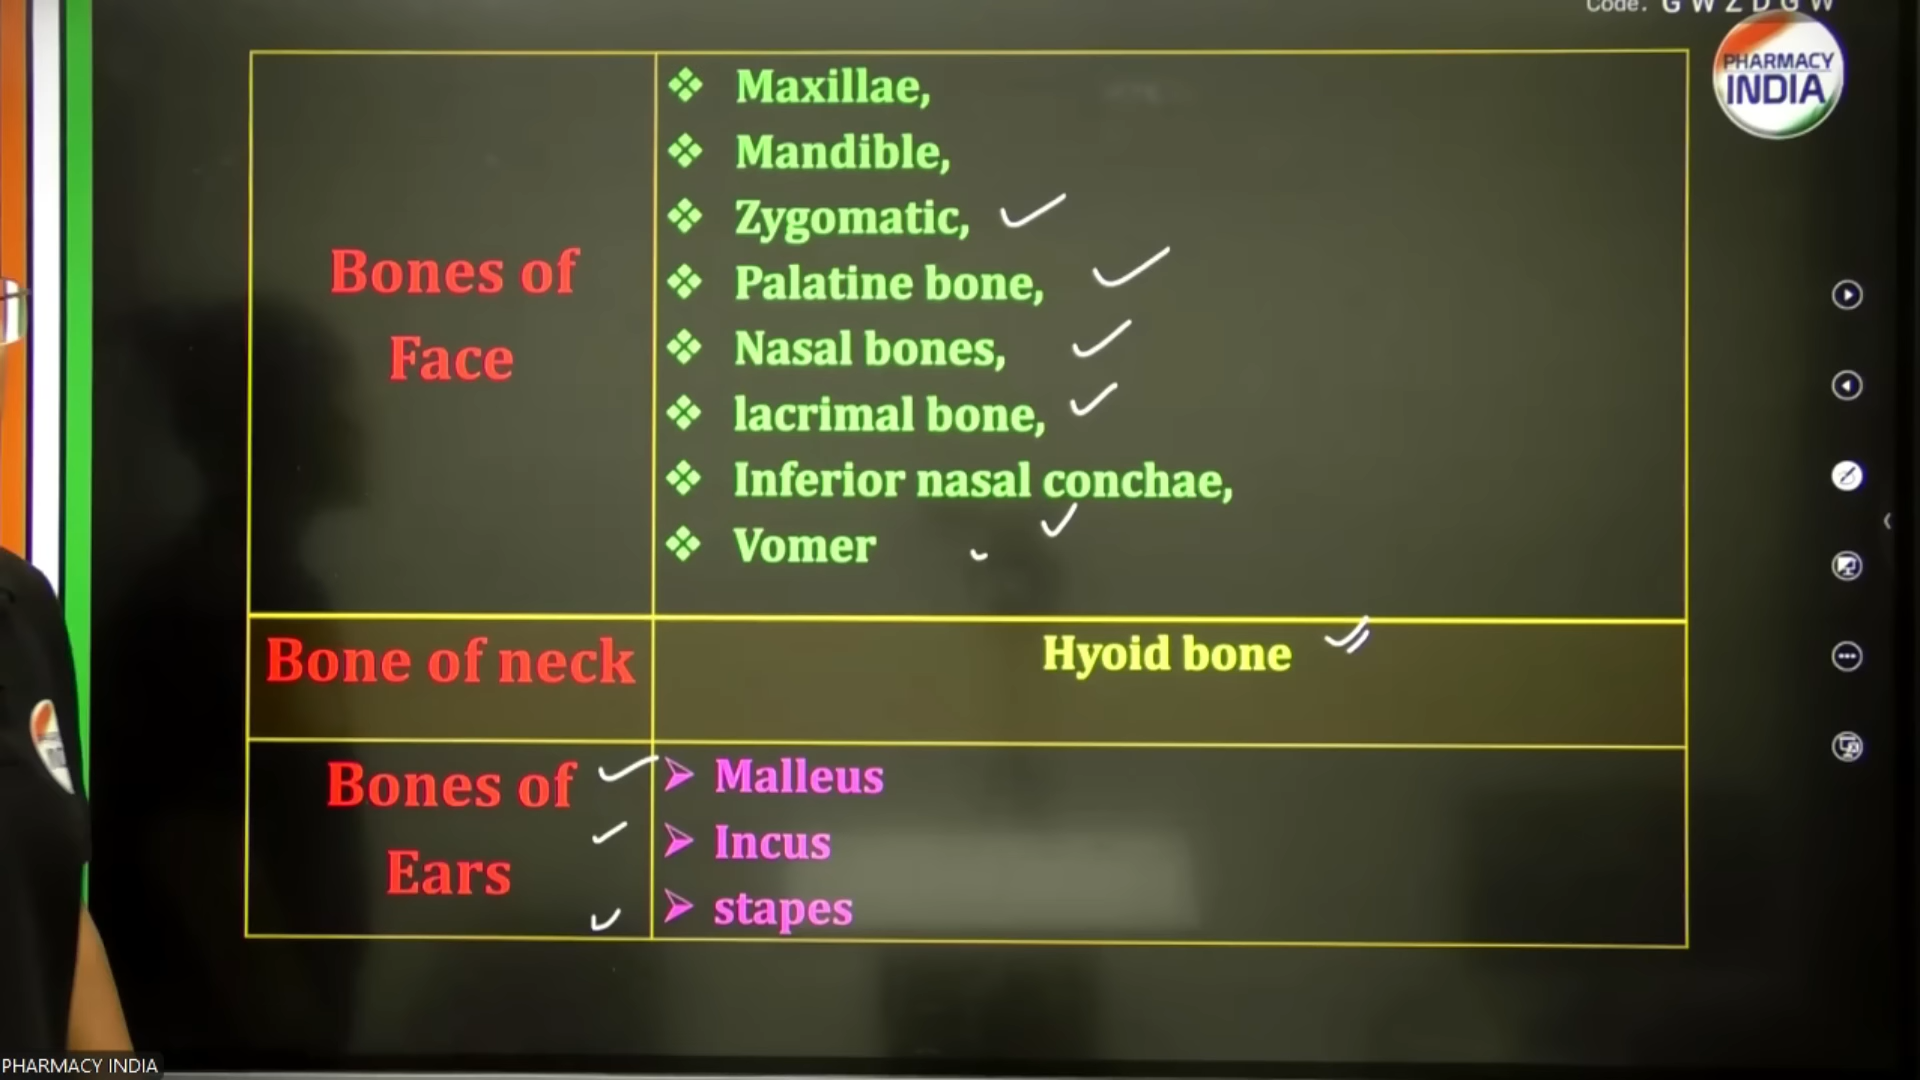 Code: G W Z D G W
PHARMACY
INDIA
Bones of
Face
Maxillae,
Mandible,
Zygomatic,
Palatine bone,
Nasal bones,
lacrimal bone,
Inferior nasal conchae,
Vomer
Bone of neck
Hyoid bone
Bones of
Ears
Malleus
Incus
stapes
PHARMACY INDIA